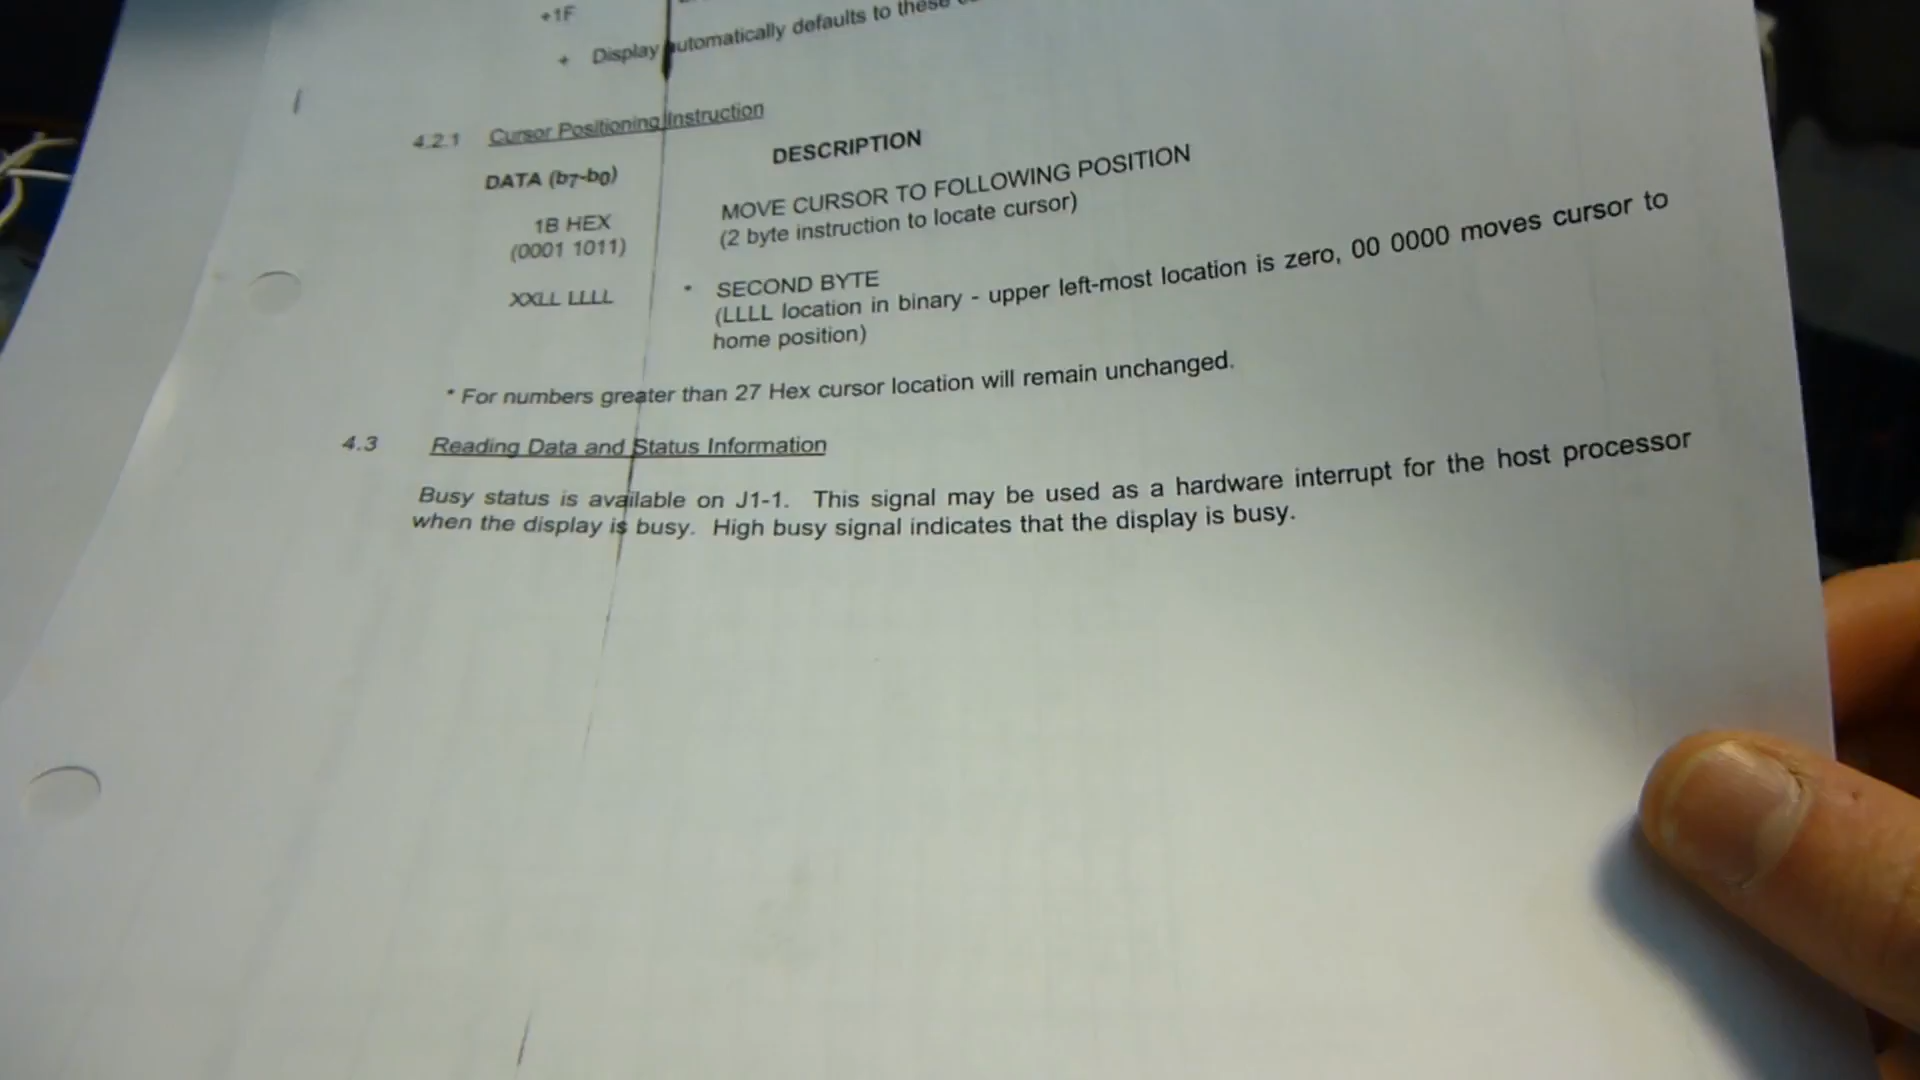 +1F
+ Display automatically defaults to these
4.2.1 Cursor Positioning Instruction
DATA (b7-b0) DESCRIPTION
1B HEX MOVE CURSOR TO FOLLOWING POSITION
(0001 1011) (2 byte instruction to locate cursor)
XXLL LLLL * SECOND BYTE
(LLLL location in binary - upper left-most location is zero, 00 0000 moves cursor to
home position)
* For numbers greater than 27 Hex cursor location will remain unchanged.
4.3 Reading Data and Status Information
Busy status is available on J1-1. This signal may be used as a hardware interrupt for the host processor
when the display is busy. High busy signal indicates that the display is busy.